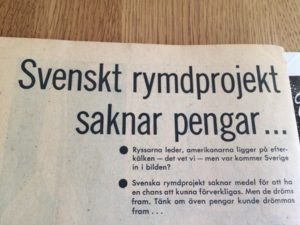 Svenskt rymdprojekt
saknar pengar...
● Ryssarna leder, amerikanarna ligger på efter-
kälken — det vet vi — men var kommer Sverige
in i bilden?
● Svenska rymdprojekt saknar medel för att ha
en chans att kunna förverkligas. Men de dröms
fram. Tänk om även pengar kunde drömmas
fram...